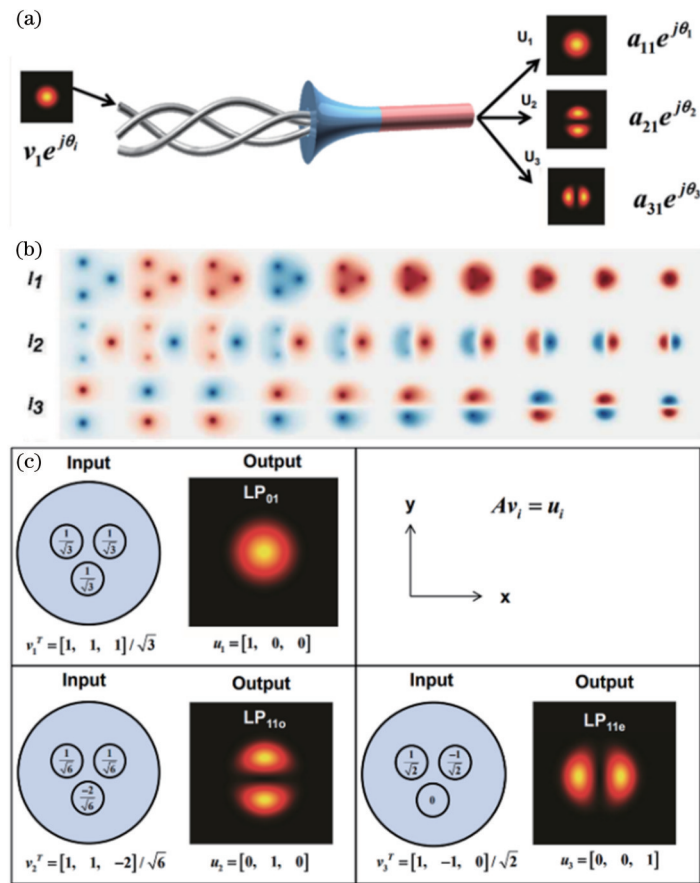 (a)
v₁e^{jθᵢ}
U₁
a₁₁e^{jθ₁}
U₂
a₂₁e^{jθ₂}
U₃
a₃₁e^{jθ₃}
(b)
l₁
l₂
l₃
(c)
Input Output
LP₀₁
1/√3 1/√3
1/√3
v₁ᵀ=[1, 1, 1]/√3 u₁=[1, 0, 0]
y
Avᵢ=uᵢ
x
Input Output
LP₁₁ₒ
1/√6 1/√6
-2/√6
v₂ᵀ=[1, 1, -2]/√6 u₂=[0, 1, 0]
Input Output
LP₁₁ₑ
1/√2 -1/√2
0
v₃ᵀ=[1, -1, 0]/√2 u₃=[0, 0, 1]